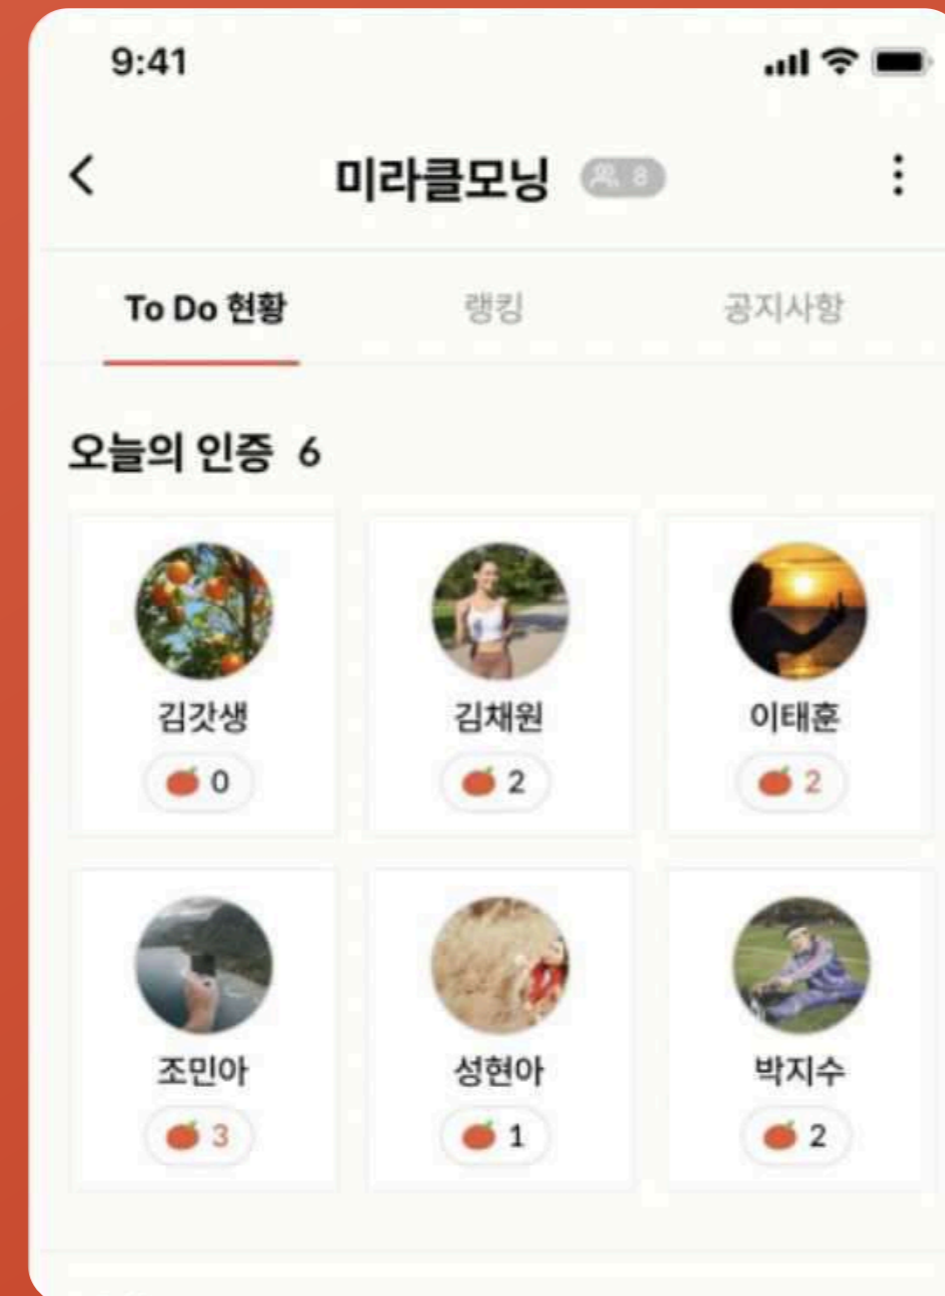 9:41
미라클모닝 8
To Do 현황 랭킹 공지사항
오늘의 인증 6
김갓생 김채원 이태훈
0 2 2
조민아 성현아 박지수
3 1 2